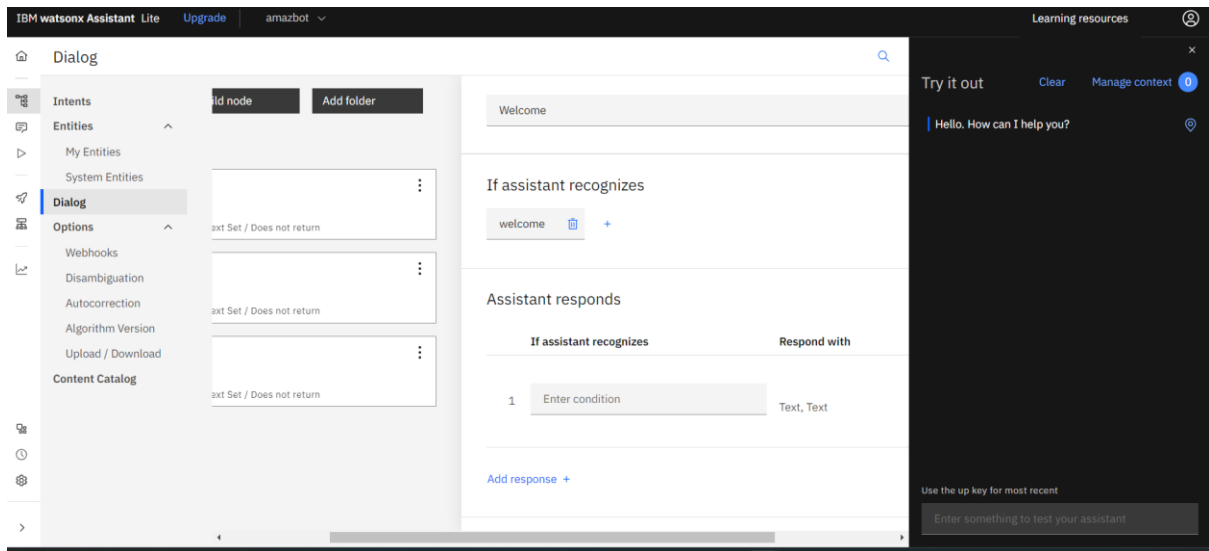 IBM watsonx Assistant Lite Upgrade amazbot Learning resources
Dialog
Intents
Entities
My Entities
System Entities
Dialog
Options
Webhooks
Disambiguation
Autocorrection
Algorithm Version
Upload / Download
Content Catalog
ild node Add folder
ext Set / Does not return
ext Set / Does not return
ext Set / Does not return
Welcome
If assistant recognizes
welcome +
Assistant responds
If assistant recognizes Respond with
1 Enter condition Text, Text
Add response +
Try it out Clear Manage context 0
Hello. How can I help you?
Use the up key for most recent
Enter something to test your assistant